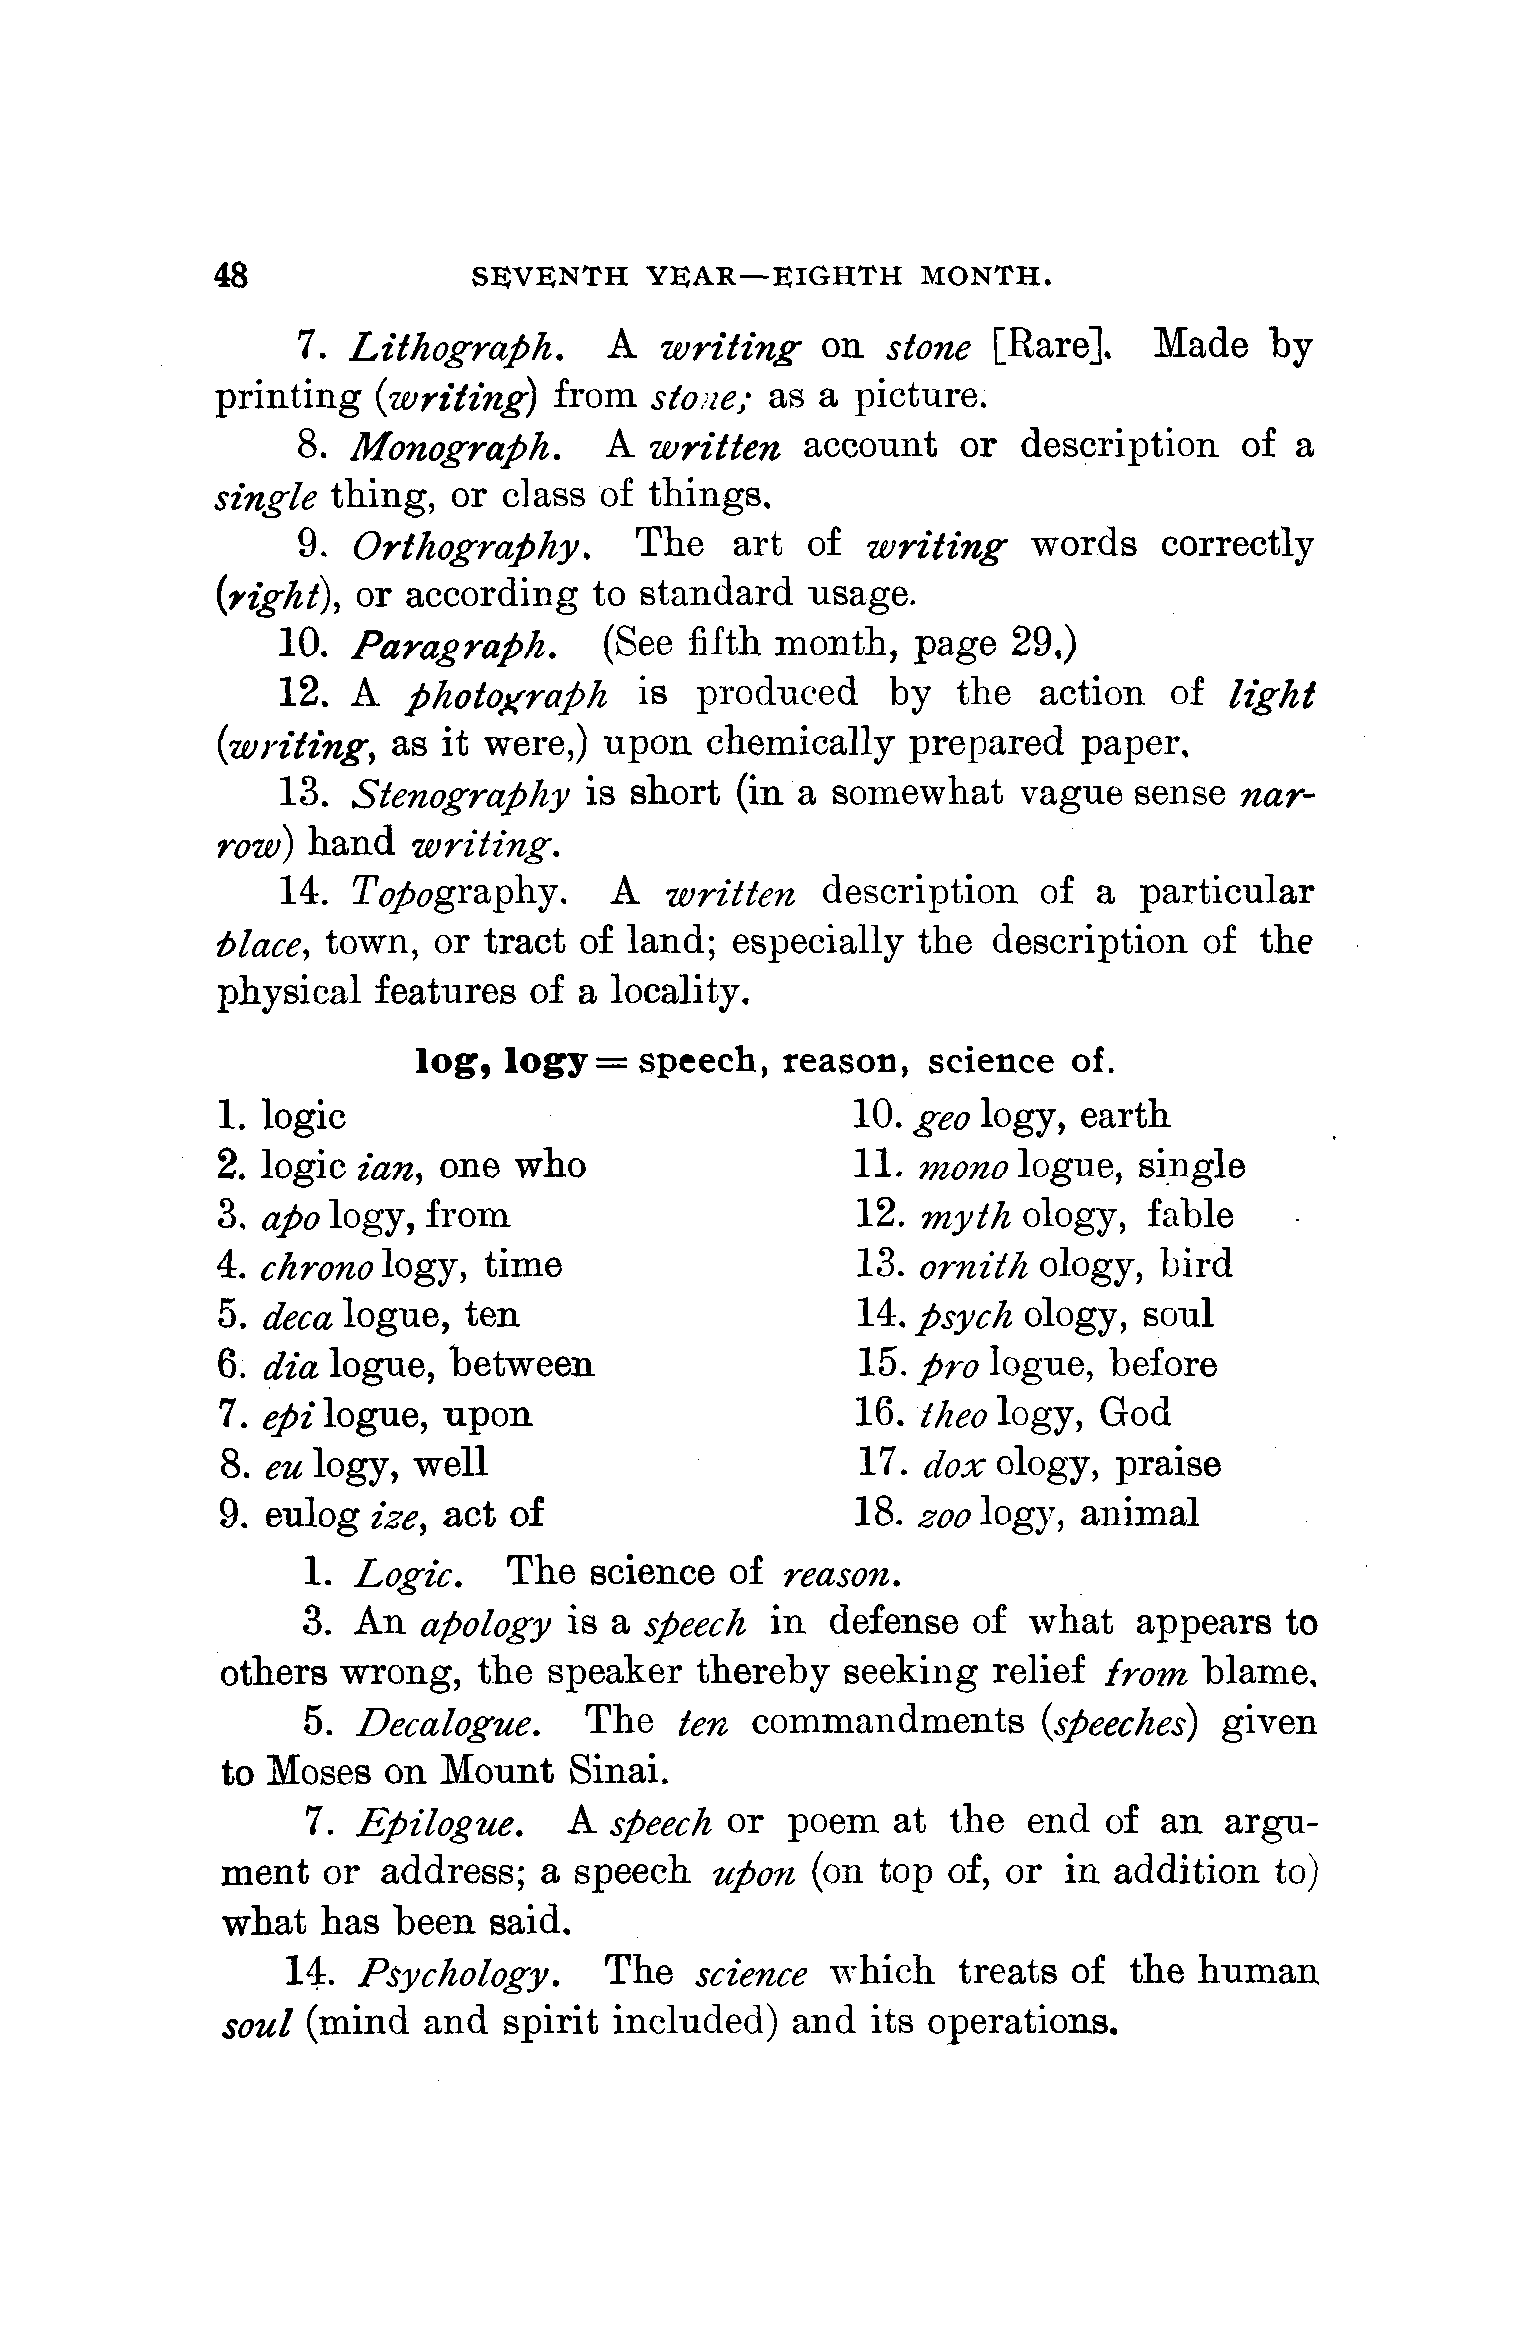 48 SEVENTH YEAR—EIGHTH MONTH.
7. Lithograph. A writing on stone [Rare]. Made by
printing (writing) from stone; as a picture.
8. Monograph. A written account or description of a
single thing, or class of things.
9. Orthography. The art of writing words correctly
(right), or according to standard usage.
10. Paragraph. (See fifth month, page 29.)
12. A photograph is produced by the action of light
(writing, as it were,) upon chemically prepared paper.
13. Stenography is short (in a somewhat vague sense nar-
row) hand writing.
14. Topography. A written description of a particular
place, town, or tract of land; especially the description of the
physical features of a locality.
log, logy = speech, reason, science of.
1. logic
2. logic ian, one who
3. apo logy, from
4. chrono logy, time
5. deca logue, ten
6. dia logue, between
7. epi logue, upon
8. eu logy, well
9. eulog ize, act of
10. geo logy, earth
11. mono logue, single
12. myth ology, fable
13. ornith ology, bird
14. psych ology, soul
15. pro logue, before
16. theo logy, God
17. dox ology, praise
18. zoo logy, animal
1. Logic. The science of reason.
3. An apology is a speech in defense of what appears to
others wrong, the speaker thereby seeking relief from blame.
5. Decalogue. The ten commandments (speeches) given
to Moses on Mount Sinai.
7. Epilogue. A speech or poem at the end of an argu-
ment or address; a speech upon (on top of, or in addition to)
what has been said.
14. Psychology. The science which treats of the human
soul (mind and spirit included) and its operations.